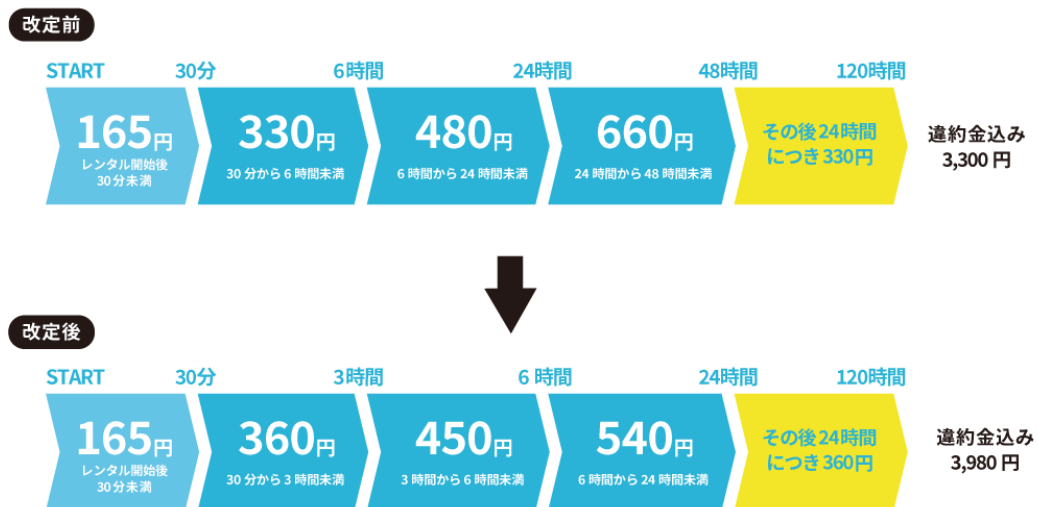 改定前
START 30分 6時間 24時間 48時間 120時間
165円 330円 480円 660円 その後24時間 違約金込み
レンタル開始後 30分から6時間未満 6時間から24時間未満 24時間から48時間未満 につき330円 3,300円
30分未満
改定後
START 30分 3時間 6時間 24時間 120時間
165円 360円 450円 540円 その後24時間 違約金込み
レンタル開始後 30分から3時間未満 3時間から6時間未満 6時間から24時間未満 につき360円 3,980円
30分未満